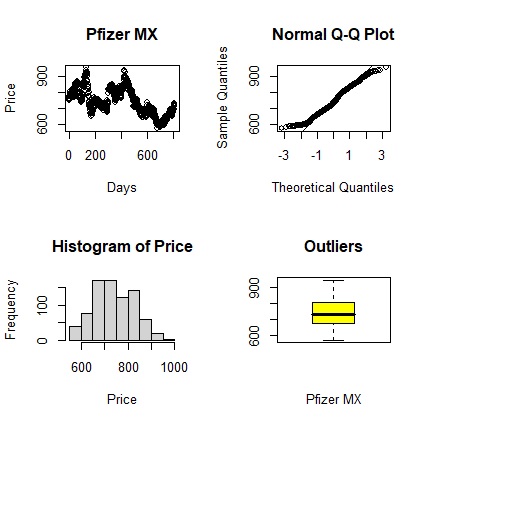 Pfizer MX
Price
900
600
0 200 600
Days
Normal Q-Q Plot
Sample Quantiles
900
600
-3 -1 1 3
Theoretical Quantiles
Histogram of Price
Frequency
100
0
600 800 1000
Price
Outliers
900
600
Pfizer MX